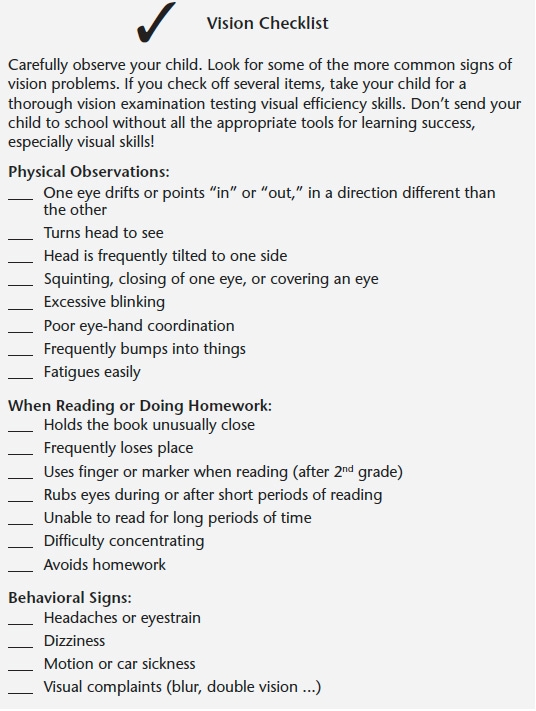 Vision Checklist
Carefully observe your child. Look for some of the more common signs of
vision problems. If you check off several items, take your child for a
thorough vision examination testing visual efficiency skills. Don’t send your
child to school without all the appropriate tools for learning success,
especially visual skills!
Physical Observations:
___ One eye drifts or points “in” or “out,” in a direction different than
the other
___ Turns head to see
___ Head is frequently tilted to one side
___ Squinting, closing of one eye, or covering an eye
___ Excessive blinking
___ Poor eye-hand coordination
___ Frequently bumps into things
___ Fatigues easily
When Reading or Doing Homework:
___ Holds the book unusually close
___ Frequently loses place
___ Uses finger or marker when reading (after 2nd grade)
___ Rubs eyes during or after short periods of reading
___ Unable to read for long periods of time
___ Difficulty concentrating
___ Avoids homework
Behavioral Signs:
___ Headaches or eyestrain
___ Dizziness
___ Motion or car sickness
___ Visual complaints (blur, double vision ...)